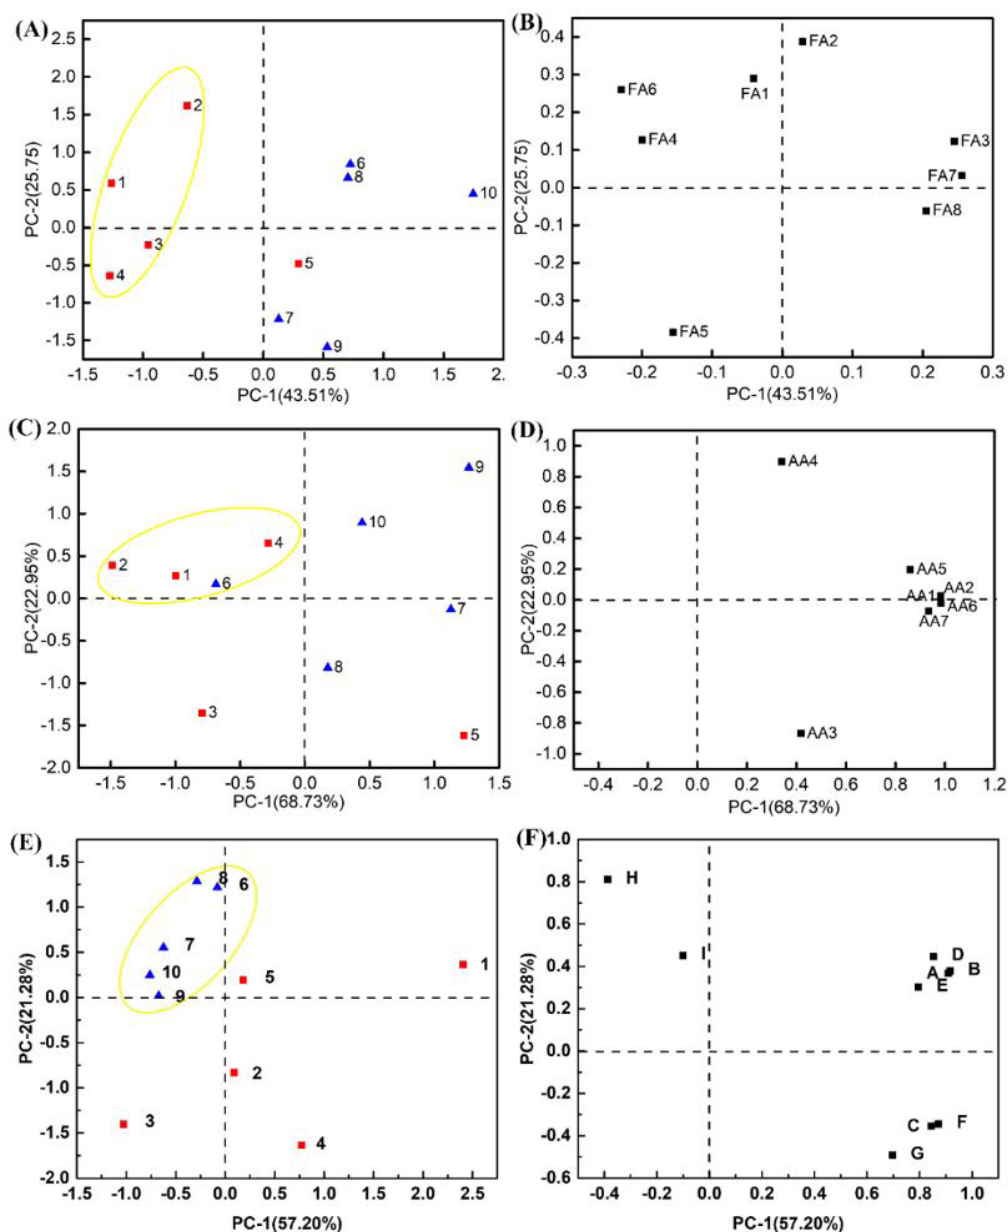 (A)
2.5
2.0
1.5
1.0
0.5
0.0
-0.5
-1.0
-1.5
PC-2(25.75)
2
1
3
4
5
6
8
10
7
9
-1.5 -1.0 -0.5 0.0 0.5 1.0 1.5 2.
PC-1(43.51%)
(B)
0.4
0.3
0.2
0.1
0.0
-0.1
-0.2
-0.3
-0.4
PC-2(25.75)
FA2
FA1
FA6
FA4
FA3
FA7
FA8
FA5
-0.3 -0.2 -0.1 0.0 0.1 0.2 0.3
PC-1(43.51%)
(C)
2.0
1.5
1.0
0.5
0.0
-0.5
-1.0
-1.5
-2.0
PC-2(22.95%)
9
10
4
2
1
6
7
8
3
5
-1.5 -1.0 -0.5 0.0 0.5 1.0 1.5
PC-1(68.73%)
(D)
1.0
0.8
0.6
0.4
0.2
0.0
-0.2
-0.4
-0.6
-0.8
-1.0
PC-2(22.95%)
AA4
AA5
AA1
AA2
AA6
AA7
AA3
-0.4 -0.2 0.0 0.2 0.4 0.6 0.8 1.0 1.2
PC-1(68.73%)
(E)
1.5
1.0
0.5
0.0
-0.5
-1.0
-1.5
-2.0
PC-2(21.28%)
8
6
7
10
9
5
1
2
3
4
-1.5 -1.0 -0.5 0.0 0.5 1.0 1.5 2.0 2.5
PC-1(57.20%)
(F)
1.0
0.8
0.6
0.4
0.2
0.0
-0.2
-0.4
-0.6
PC-2(21.28%)
H
I
D
A
B
E
C
F
G
-0.4 -0.2 0.0 0.2 0.4 0.6 0.8 1.0
PC-1(57.20%)